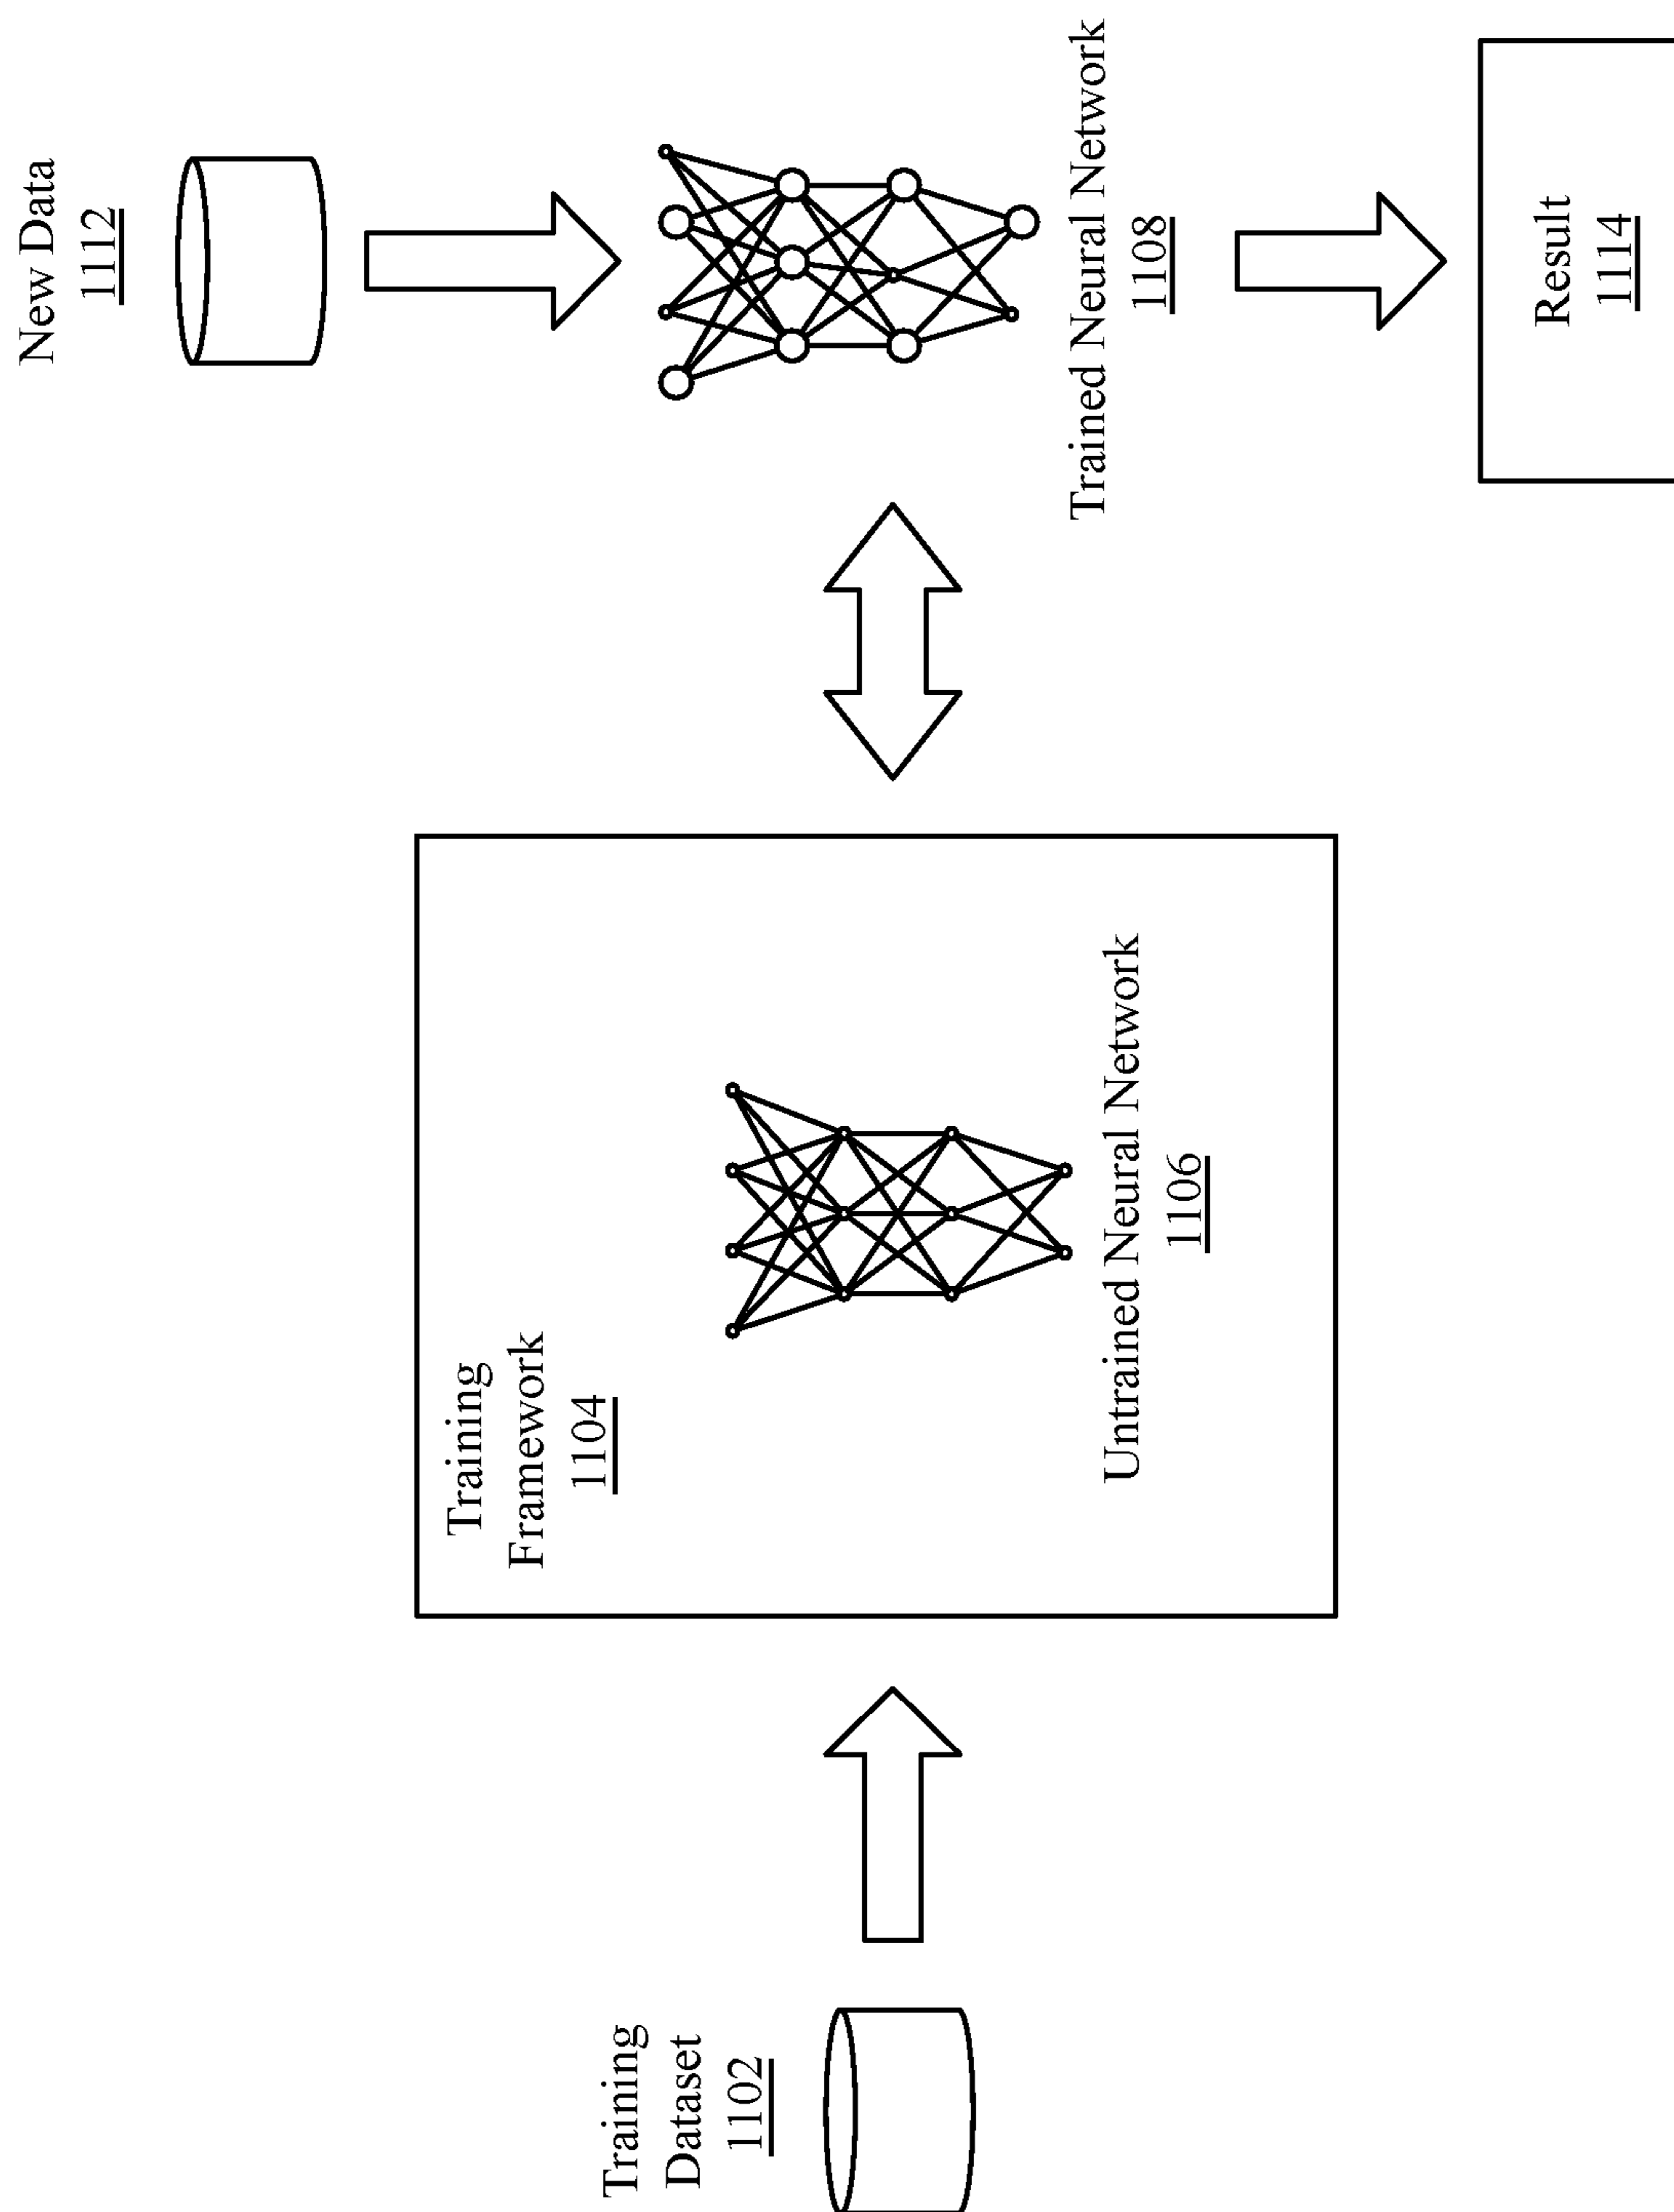 Training
Dataset
1102
Training
Framework
1104
Untrained Neural Network
1106
New Data
1112
Trained Neural Network
1108
Result
1114